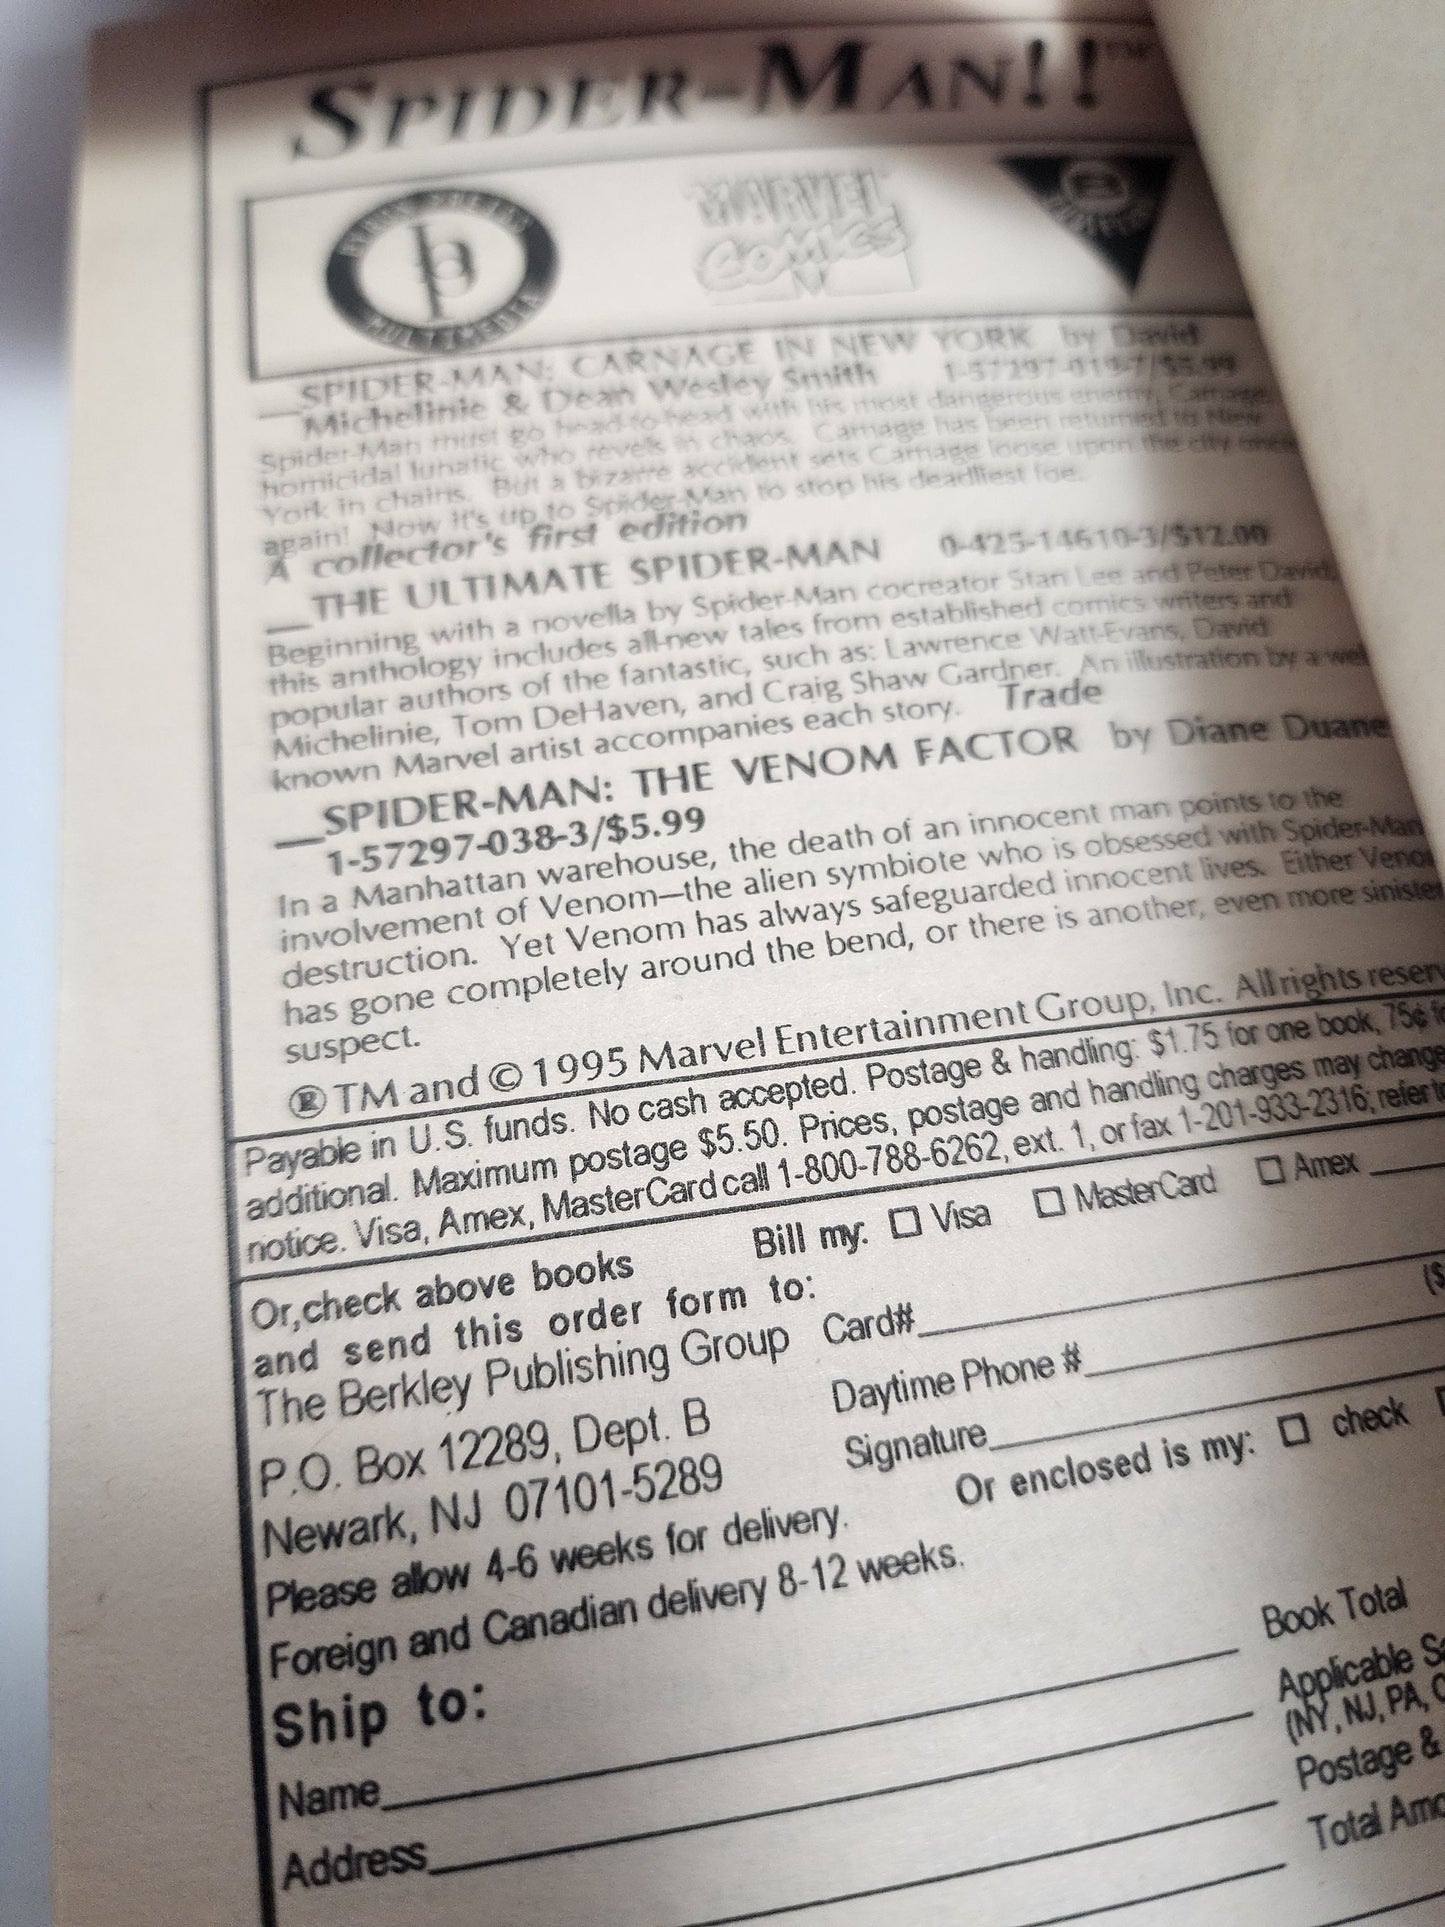 SPIDER-MAN!!™
BYRON PREISS
MULTIMEDIA
MARVEL
COMICS
__SPIDER-MAN: CARNAGE IN NEW YORK by David
Michelinie & Dean Wesley Smith 1-57297-019-7/$5.99
Spider-Man must go head-to-head with his most dangerous enemy, Carnage
homicidal lunatic who revels in chaos. Carnage has been returned to New
York in chains. But a bizarre accident sets Carnage loose upon the city once
again! Now it's up to Spider-Man to stop his deadliest foe.
A collector's first edition
__THE ULTIMATE SPIDER-MAN 0-425-14610-3/$12.00
Beginning with a novella by Spider-Man cocreator Stan Lee and Peter David,
this anthology includes all-new tales from established comics writers and
popular authors of the fantastic, such as: Lawrence Watt-Evans, David
Michelinie, Tom DeHaven, and Craig Shaw Gardner. An illustration by a
known Marvel artist accompanies each story. Trade
__SPIDER-MAN: THE VENOM FACTOR by Diane Duane
1-57297-038-3/$5.99
In a Manhattan warehouse, the death of an innocent man points to the
involvement of Venom—the alien symbiote who is obsessed with Spider-Man
destruction. Yet Venom has always safeguarded innocent lives. Either
has gone completely around the bend, or there is another, even more sinister
suspect.
® TM and © 1995 Marvel Entertainment Group, Inc. All rights
Payable in U.S. funds. No cash accepted. Postage & handling: $1.75 for one book, 75¢
additional. Maximum postage $5.50. Prices, postage and handling charges may change
notice. Visa, Amex, MasterCard call 1-800-788-6262, ext. 1, or fax 1-201-933-2316; refer
Or, check above books Bill my: ☐ Visa ☐ MasterCard ☐ Amex
and send this order form to:
The Berkley Publishing Group Card#
($
P.O. Box 12289, Dept. B Daytime Phone #
Newark, NJ 07101-5289 Signature
Please allow 4-6 weeks for delivery. Or enclosed is my: ☐ check
Foreign and Canadian delivery 8-12 weeks.
Ship to: Book Total
Name Applicable
(NY, NJ, PA,
Address Postage &
Total